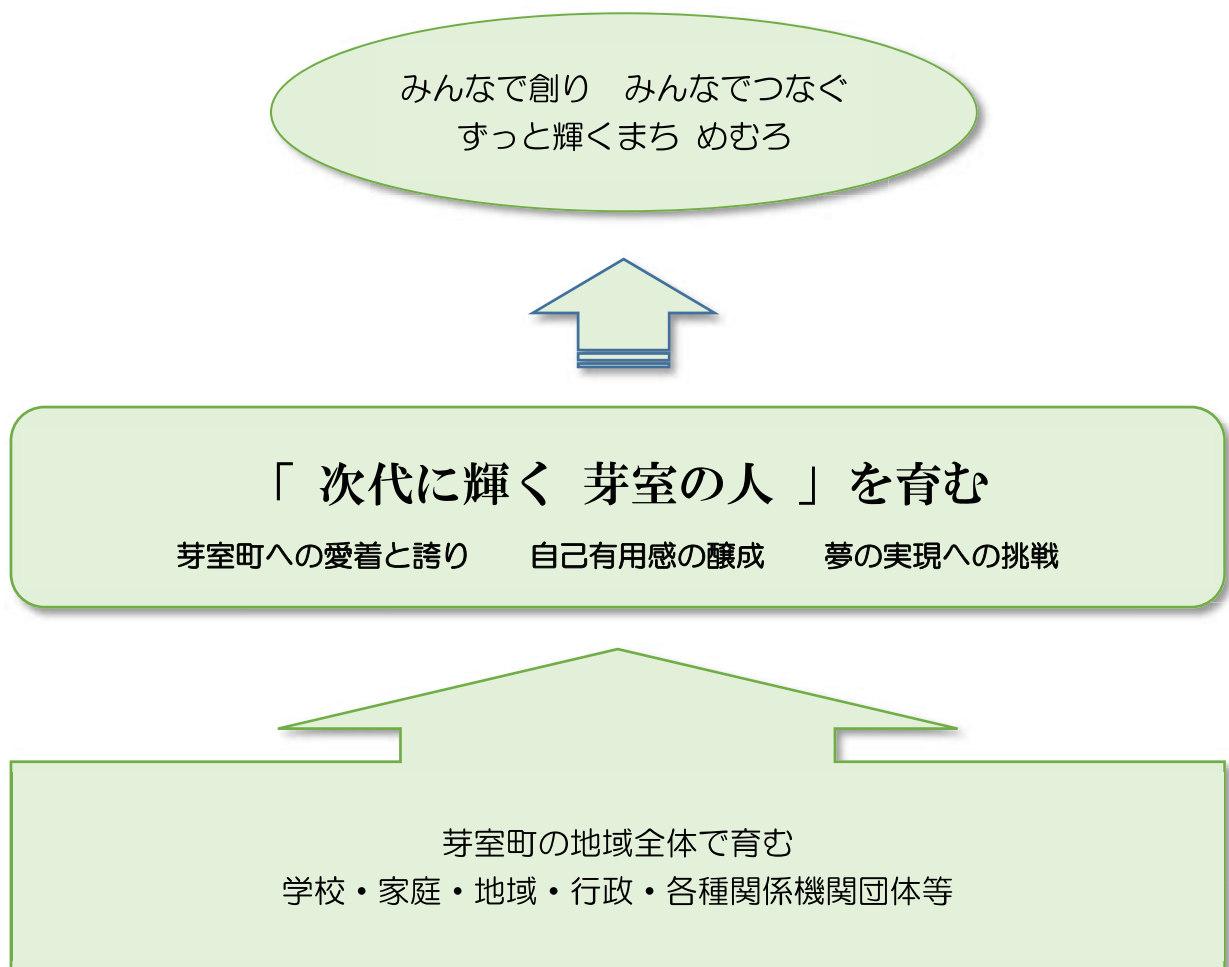 みんなで創り　みんなでつなぐ
ずっと輝くまち めむろ
「 次代に輝く 芽室の人 」を育む
芽室町への愛着と誇り　　自己有用感の醸成　　夢の実現への挑戦
芽室町の地域全体で育む
学校・家庭・地域・行政・各種関係機関団体等